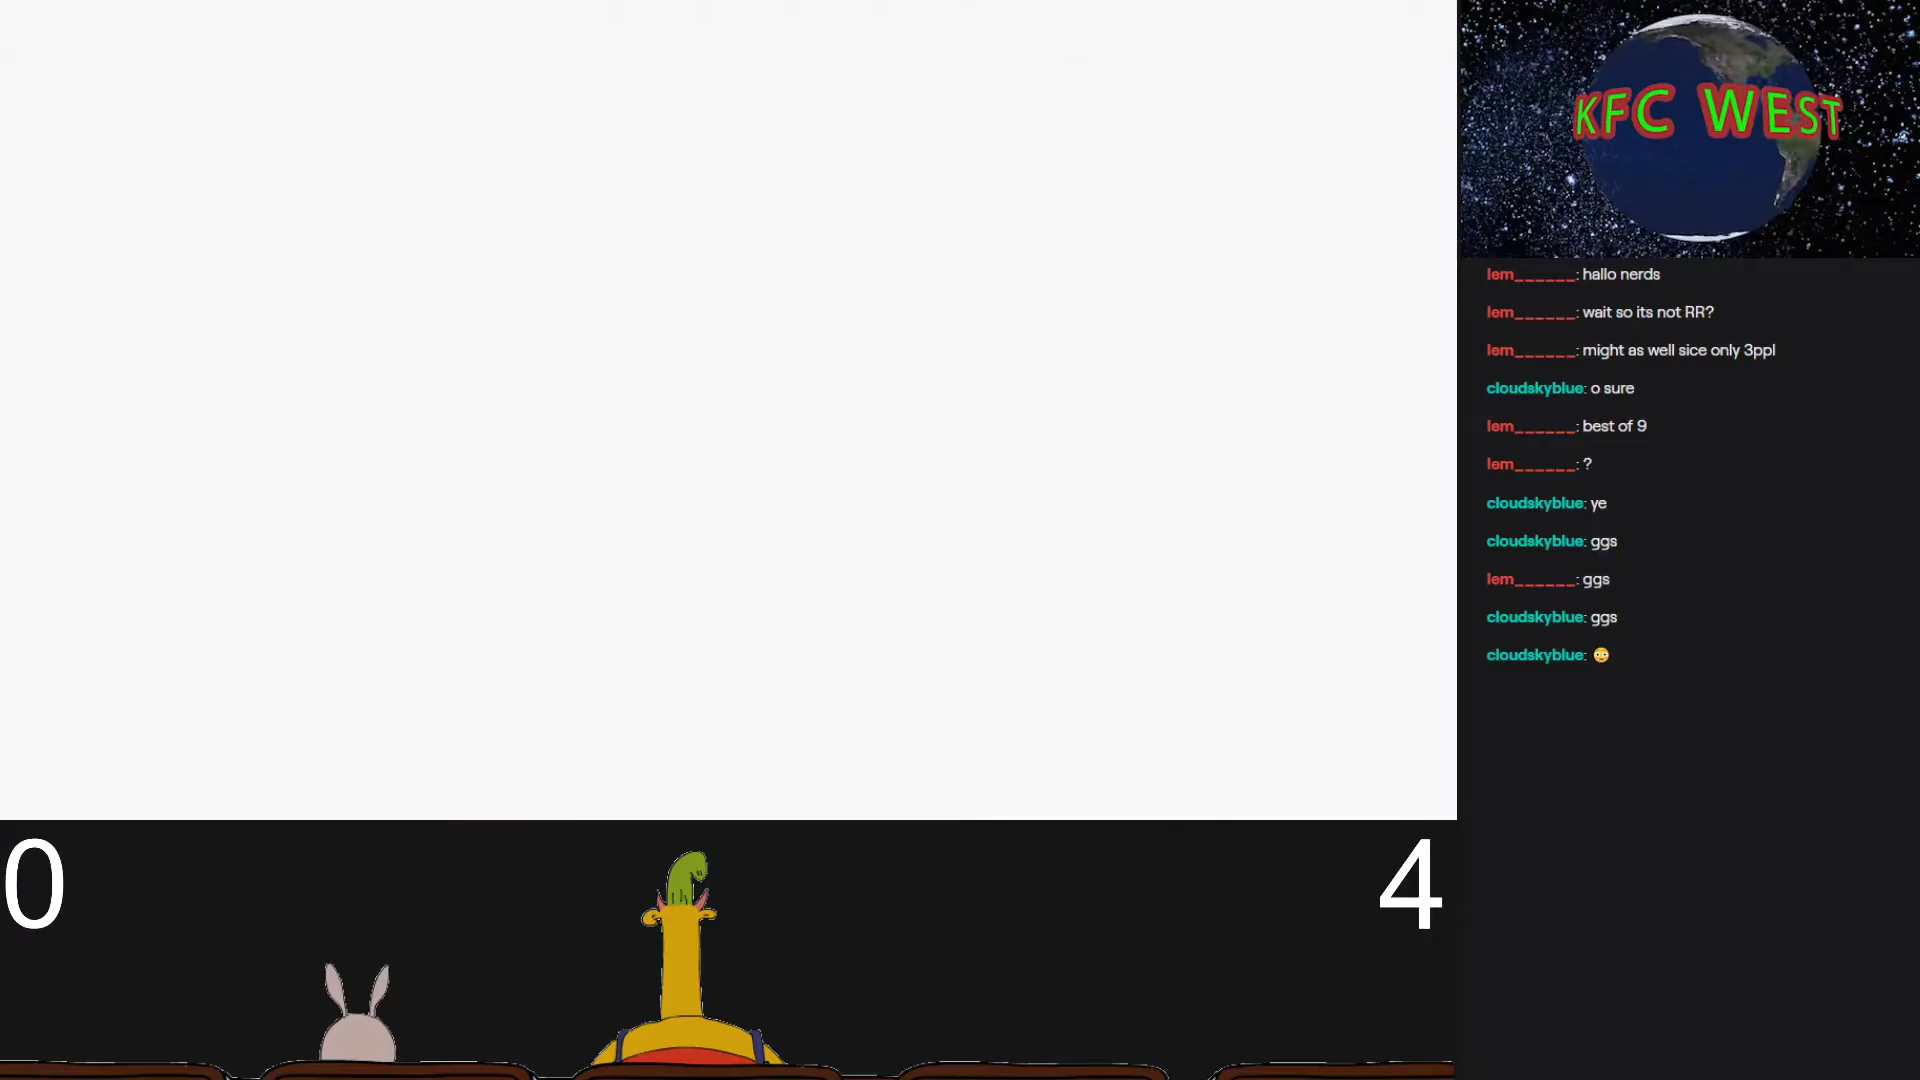 KFC WEST
lem______: hallo nerds
lem______: wait so its not RR?
lem______: might as well sice only 3ppl
cloudskyblue: o sure
lem______: best of 9
lem______: ?
cloudskyblue: ye
cloudskyblue: ggs
lem______: ggs
cloudskyblue: ggs
cloudskyblue: 😳
0
4